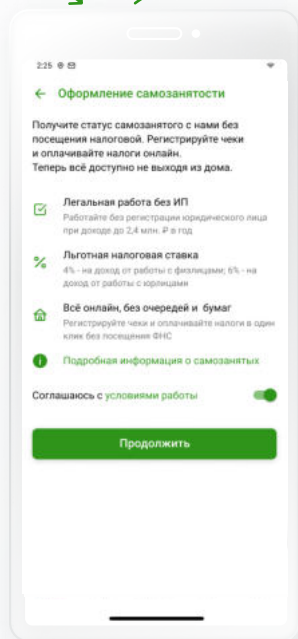 2:25
Оформление самозанятости
Получите статус самозанятого с нами без
посещения налоговой. Регистрируйте чеки
и оплачивайте налоги онлайн.
Теперь всё доступно не выходя из дома.
Легальная работа без ИП
Работайте без регистрации юридического лица
при доходе до 2,4 млн. ₽ в год
Льготная налоговая ставка
4% - на доход от работы с физлицами; 6% - на
доход от работы с юрлицами
Всё онлайн, без очередей и бумаг
Регистрируйте чеки и оплачивайте налоги в один
клик без посещения ФНС
Подробная информация о самозанятых
Соглашаюсь с условиями работы
Продолжить